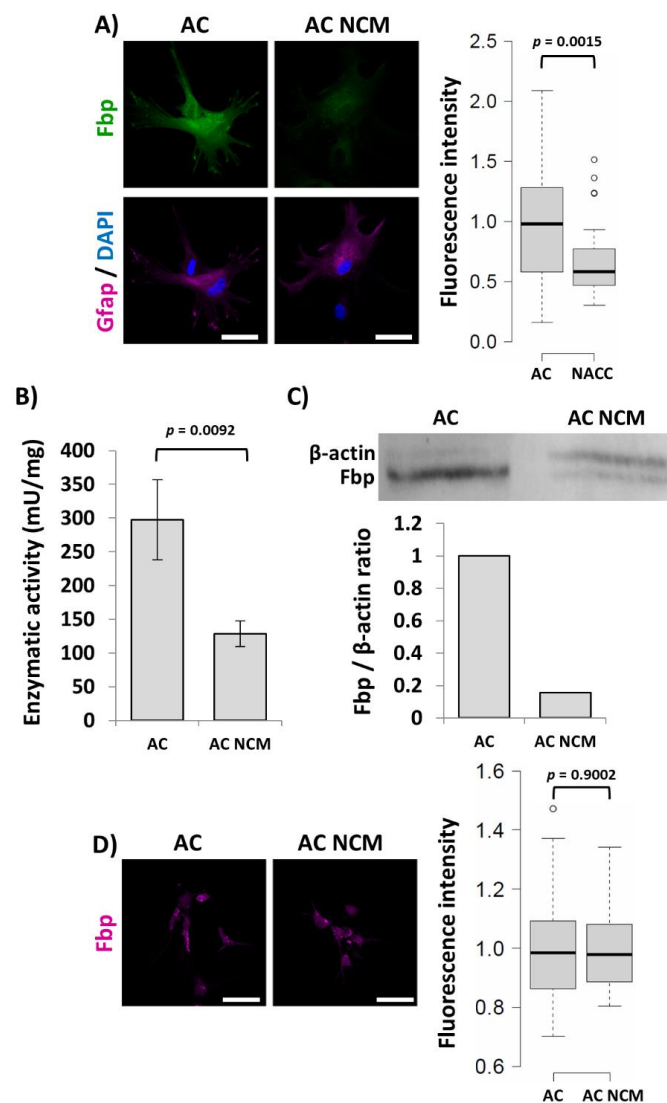 A)
AC
AC NCM
Fbp
Gfap / DAPI
Fluorescence intensity
2.5
2.0
1.5
1.0
0.5
0.0
p = 0.0015
AC
NACC
B)
Enzymatic activity (mU/mg)
400
350
300
250
200
150
100
50
0
p = 0.0092
AC
AC NCM
C)
AC
AC NCM
β-actin
Fbp
Fbp / β-actin ratio
1.2
1
0.8
0.6
0.4
0.2
0
AC
AC NCM
D)
AC
AC NCM
Fbp
Fluorescence intensity
1.6
1.4
1.2
1.0
0.8
0.6
p = 0.9002
AC
AC NCM